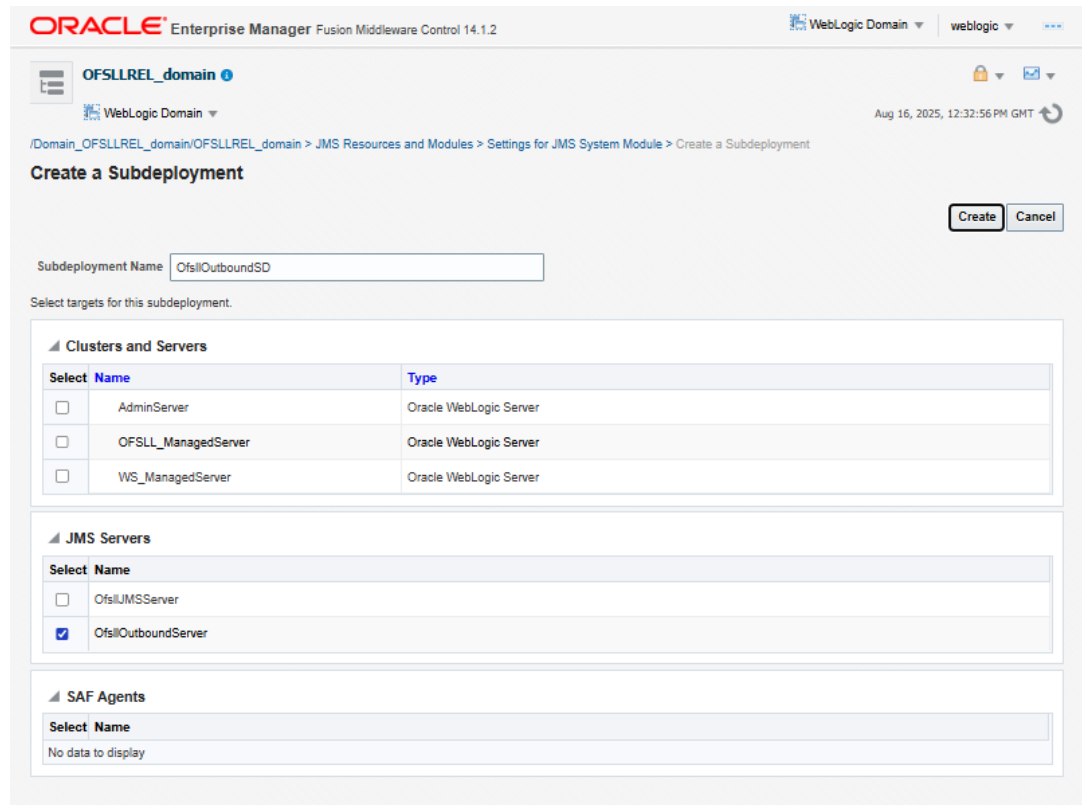 ORACLE® Enterprise Manager Fusion Middleware Control 14.1.2
WebLogic Domain
weblogic
OFSLLREL_domain
WebLogic Domain
Aug 16, 2025, 12:32:56 PM GMT
/Domain_OFSLLREL_domain/OFSLLREL_domain > JMS Resources and Modules > Settings for JMS System Module > Create a Subdeployment
Create a Subdeployment
Create Cancel
Subdeployment Name OfsllOutboundSD
Select targets for this subdeployment.
Clusters and Servers
Select Name Type
AdminServer Oracle WebLogic Server
OFSLL_ManagedServer Oracle WebLogic Server
WS_ManagedServer Oracle WebLogic Server
JMS Servers
Select Name
OfsllJMSServer
OfsllOutboundServer
SAF Agents
Select Name
No data to display